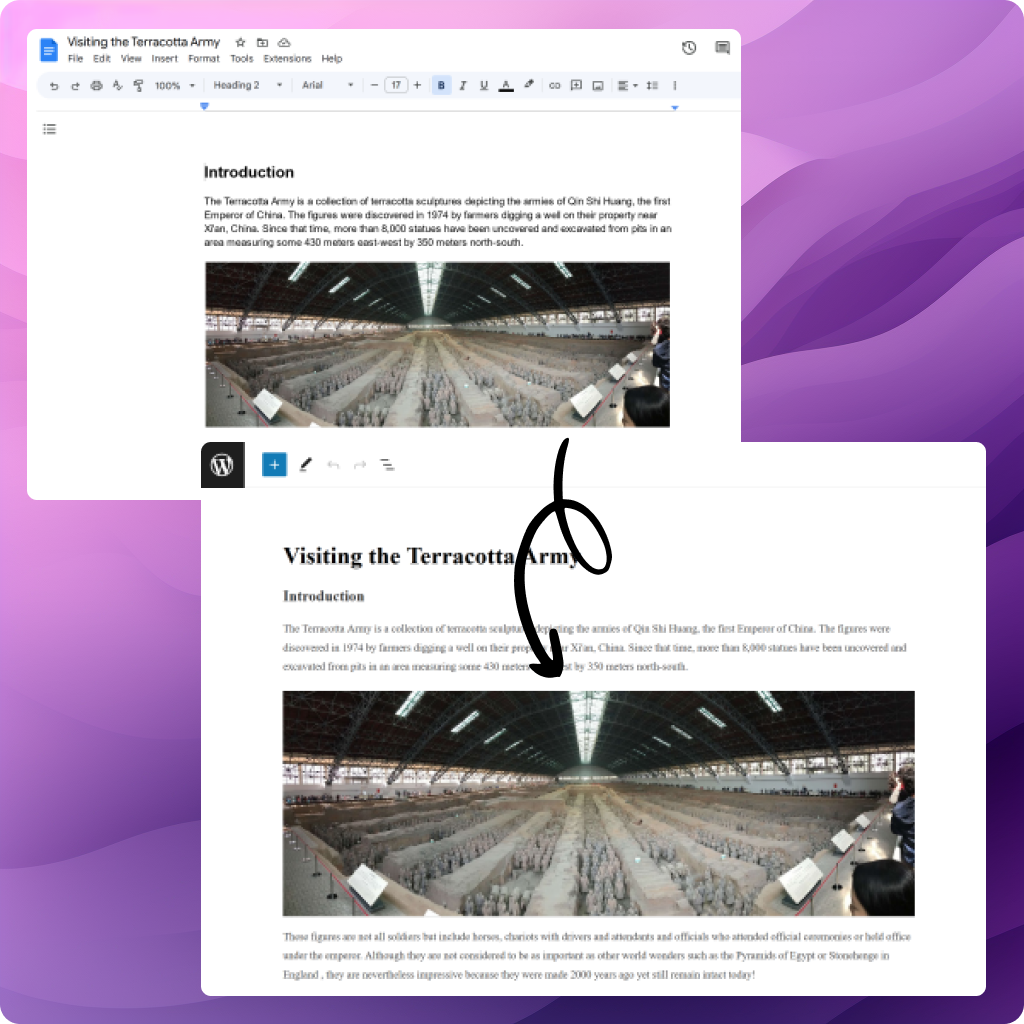 Visiting the Terracotta Army
File Edit View Insert Format Tools Extensions Help
100% Heading 2 Arial 17 B I U A
Introduction
The Terracotta Army is a collection of terracotta sculptures depicting the armies of Qin Shi Huang, the first
Emperor of China. The figures were discovered in 1974 by farmers digging a well on their property near
Xi'an, China. Since that time, more than 8,000 statues have been uncovered and excavated from pits in an
area measuring some 430 meters east-west by 350 meters north-south.
Visiting the Terracotta Army
Introduction
The Terracotta Army is a collection of terracotta sculptures depicting the armies of Qin Shi Huang, the first Emperor of China. The figures were
discovered in 1974 by farmers digging a well on their property near Xi'an, China. Since that time, more than 8,000 statues have been uncovered and
excavated from pits in an area measuring some 430 meters east-west by 350 meters north-south.
These figures are not all soldiers but include horses, chariots with drivers and attendants and officials who attended official ceremonies or held office
under the emperor. Although they are not considered to be as important as other world wonders such as the Pyramids of Egypt or Stonehenge in
England , they are nevertheless impressive because they were made 2000 years ago yet still remain intact today!